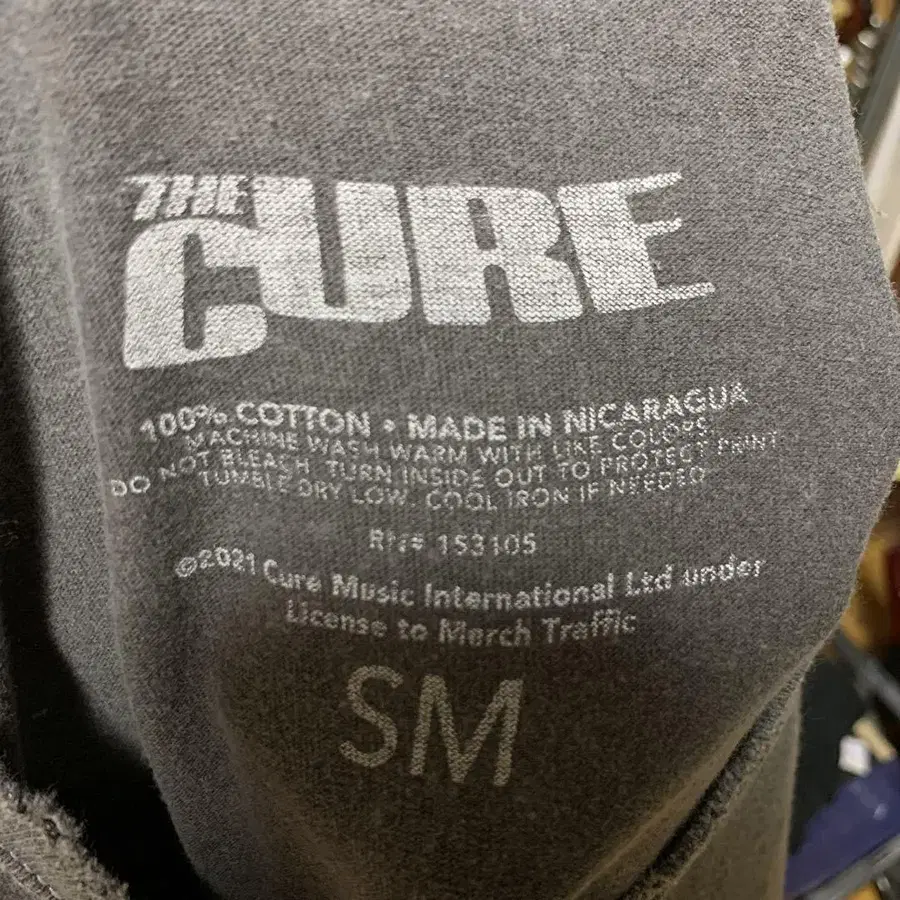 THE
CURE
100% COTTON • MADE IN NICARAGUA
MACHINE WASH WARM WITH LIKE COLORS
DO NOT BLEACH. TURN INSIDE OUT TO PROTECT PRINT
TUMBLE DRY LOW. COOL IRON IF NEEDED
RN# 153105
©2021 Cure Music International Ltd under
License to Merch Traffic
SM